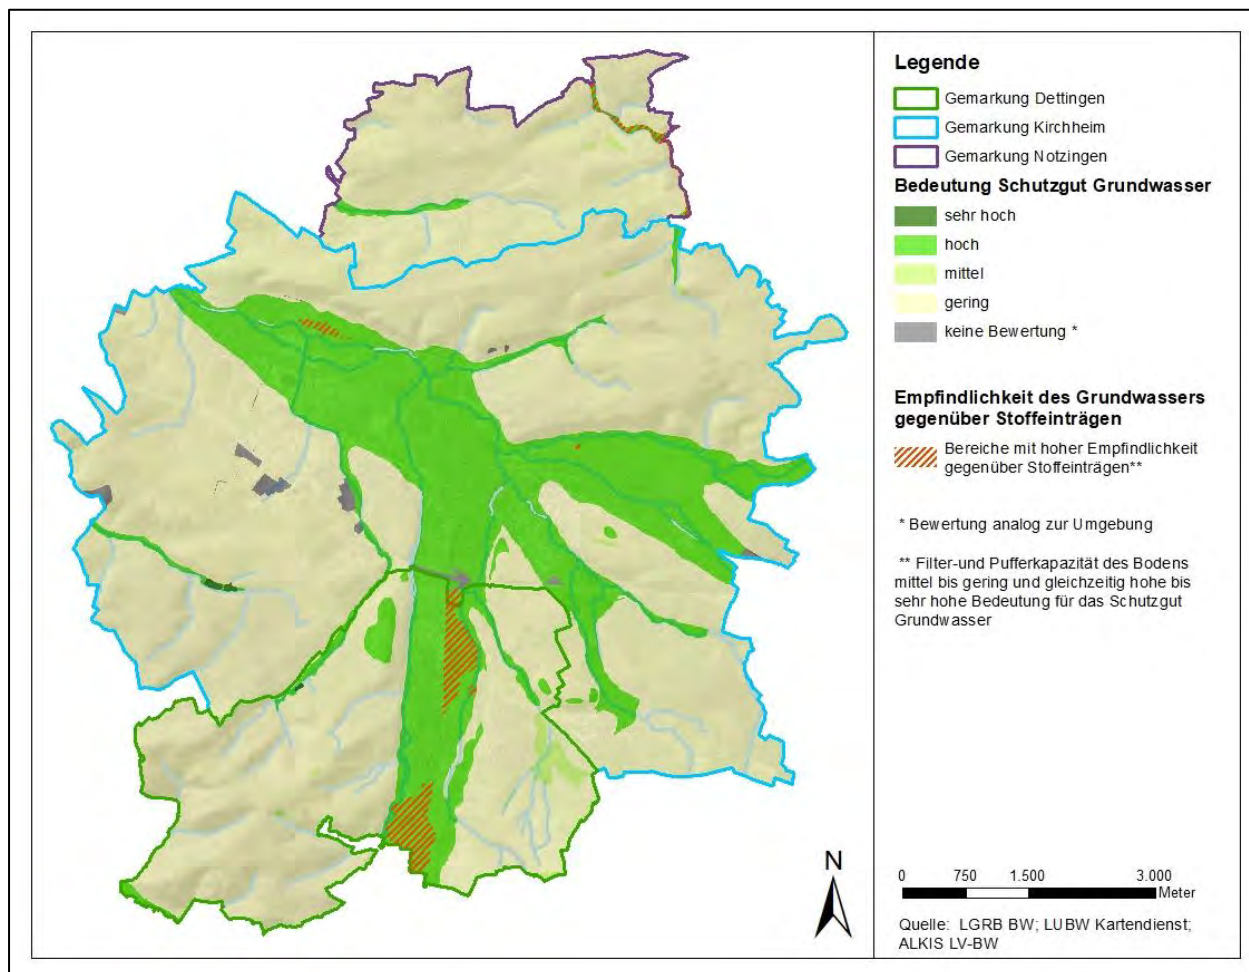 Legende
Gemarkung Dettingen
Gemarkung Kirchheim
Gemarkung Notzingen
Bedeutung Schutzgut Grundwasser
sehr hoch
hoch
mittel
gering
keine Bewertung *
Empfindlichkeit des Grundwassers
gegenüber Stoffeinträgen
Bereiche mit hoher Empfindlichkeit
gegenüber Stoffeinträgen**
* Bewertung analog zur Umgebung
** Filter-und Pufferkapazität des Bodens
mittel bis gering und gleichzeitig hohe bis
sehr hohe Bedeutung für das Schutzgut
Grundwasser
N
0 750 1.500 3.000
Meter
Quelle: LGRB BW; LUBW Kartendienst;
ALKIS LV-BW